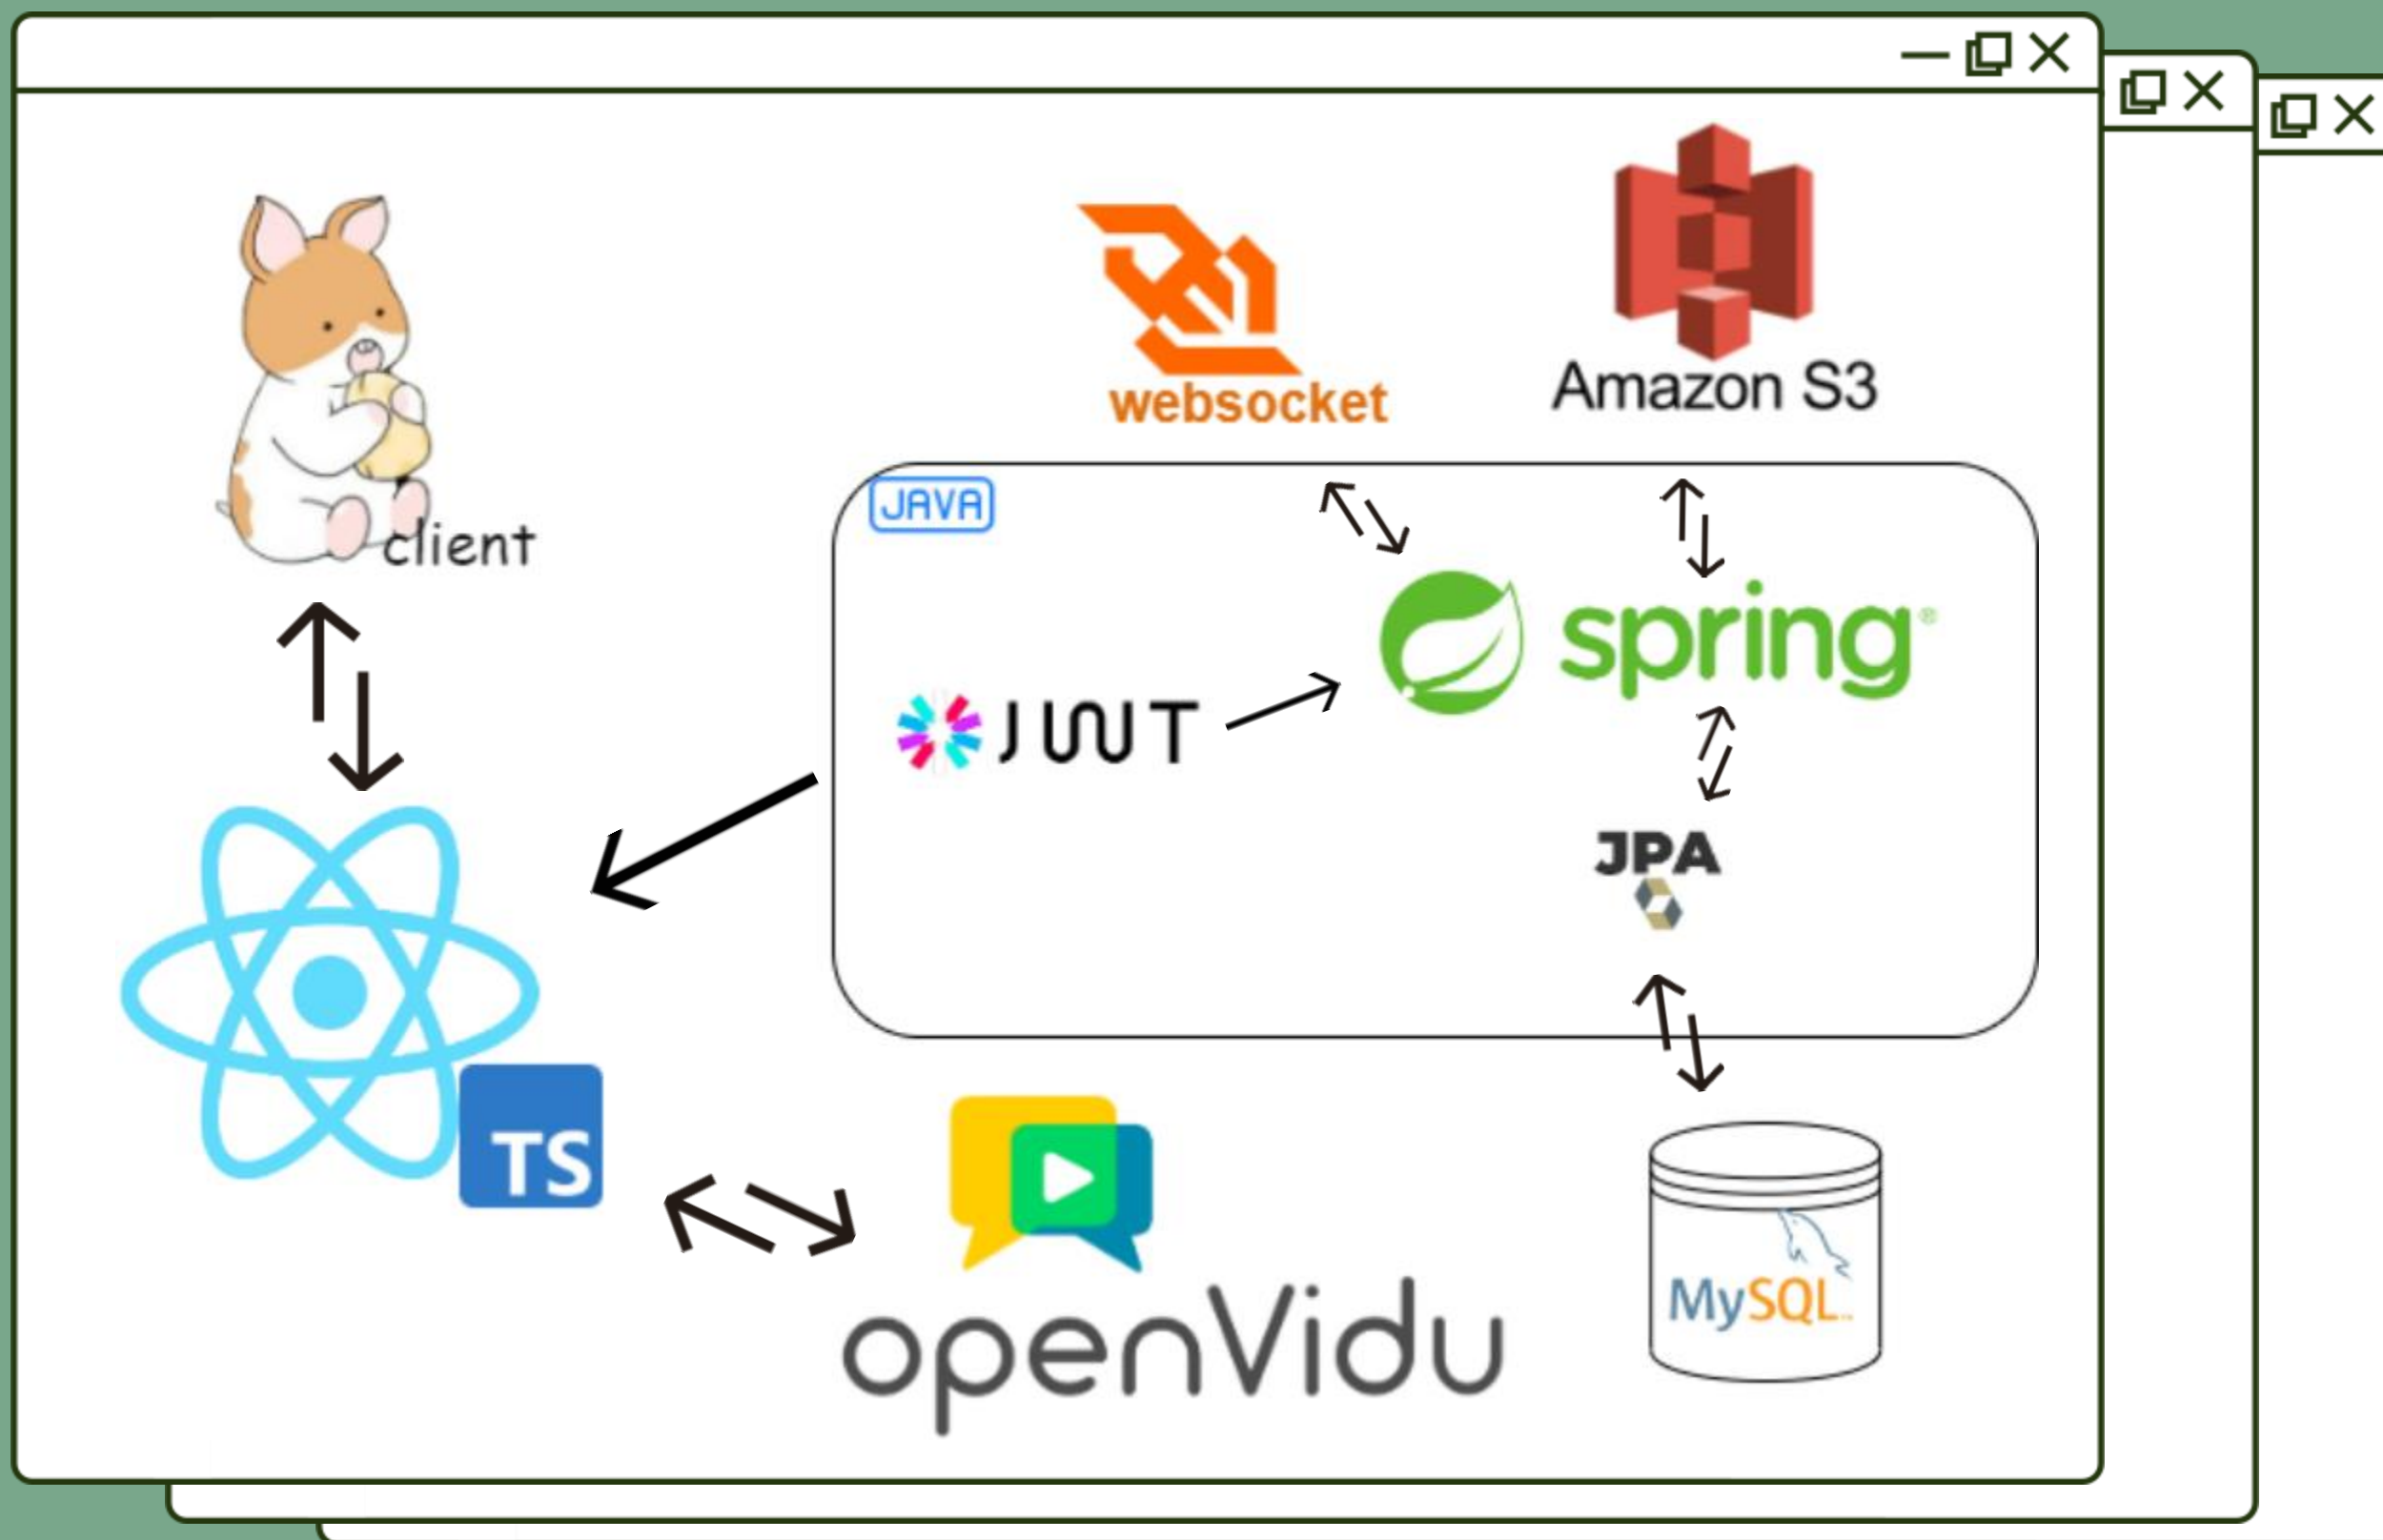 websocket
Amazon S3
client
JAVA
spring®
JWT
JPA
TS
MySQL
openVidu